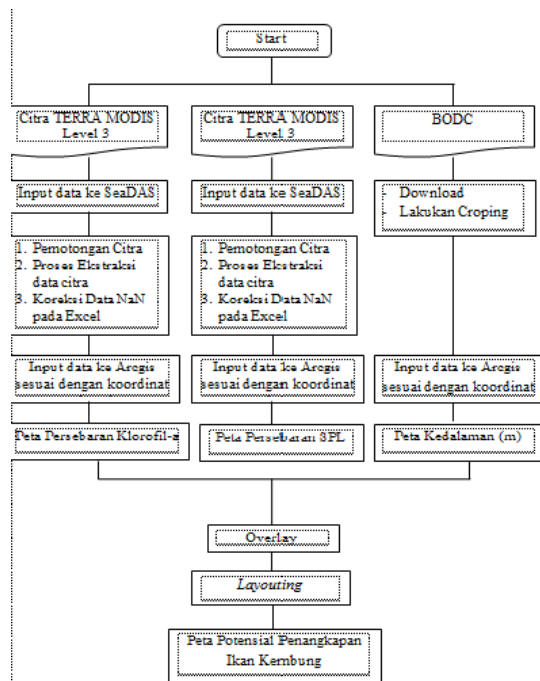 Start
Citra TERRA MODIS
Level 3
Citra TERRA MODIS
Level 3
BODC
Input data ke SeaDAS
Input data ke SeaDAS
- Download
- Lakukan Croping
1. Pemotongan Citra
2. Proses Ekstraksi
data citra
3. Koreksi Data NaN
pada Excel
1. Pemotongan Citra
2. Proses Ekstraksi
data citra
3. Koreksi Data NaN
pada Excel
Input data ke Arcgis
sesuai dengan koordinat
Input data ke Arcgis
sesuai dengan koordinat
Input data ke Arcgis
sesuai dengan koordinat
Peta Persebaran Klorofil-a
Peta Persebaran SPL
Peta Kedalaman (m)
Overlay
Layouting
Peta Potensial Penangkapan
Ikan Kembung